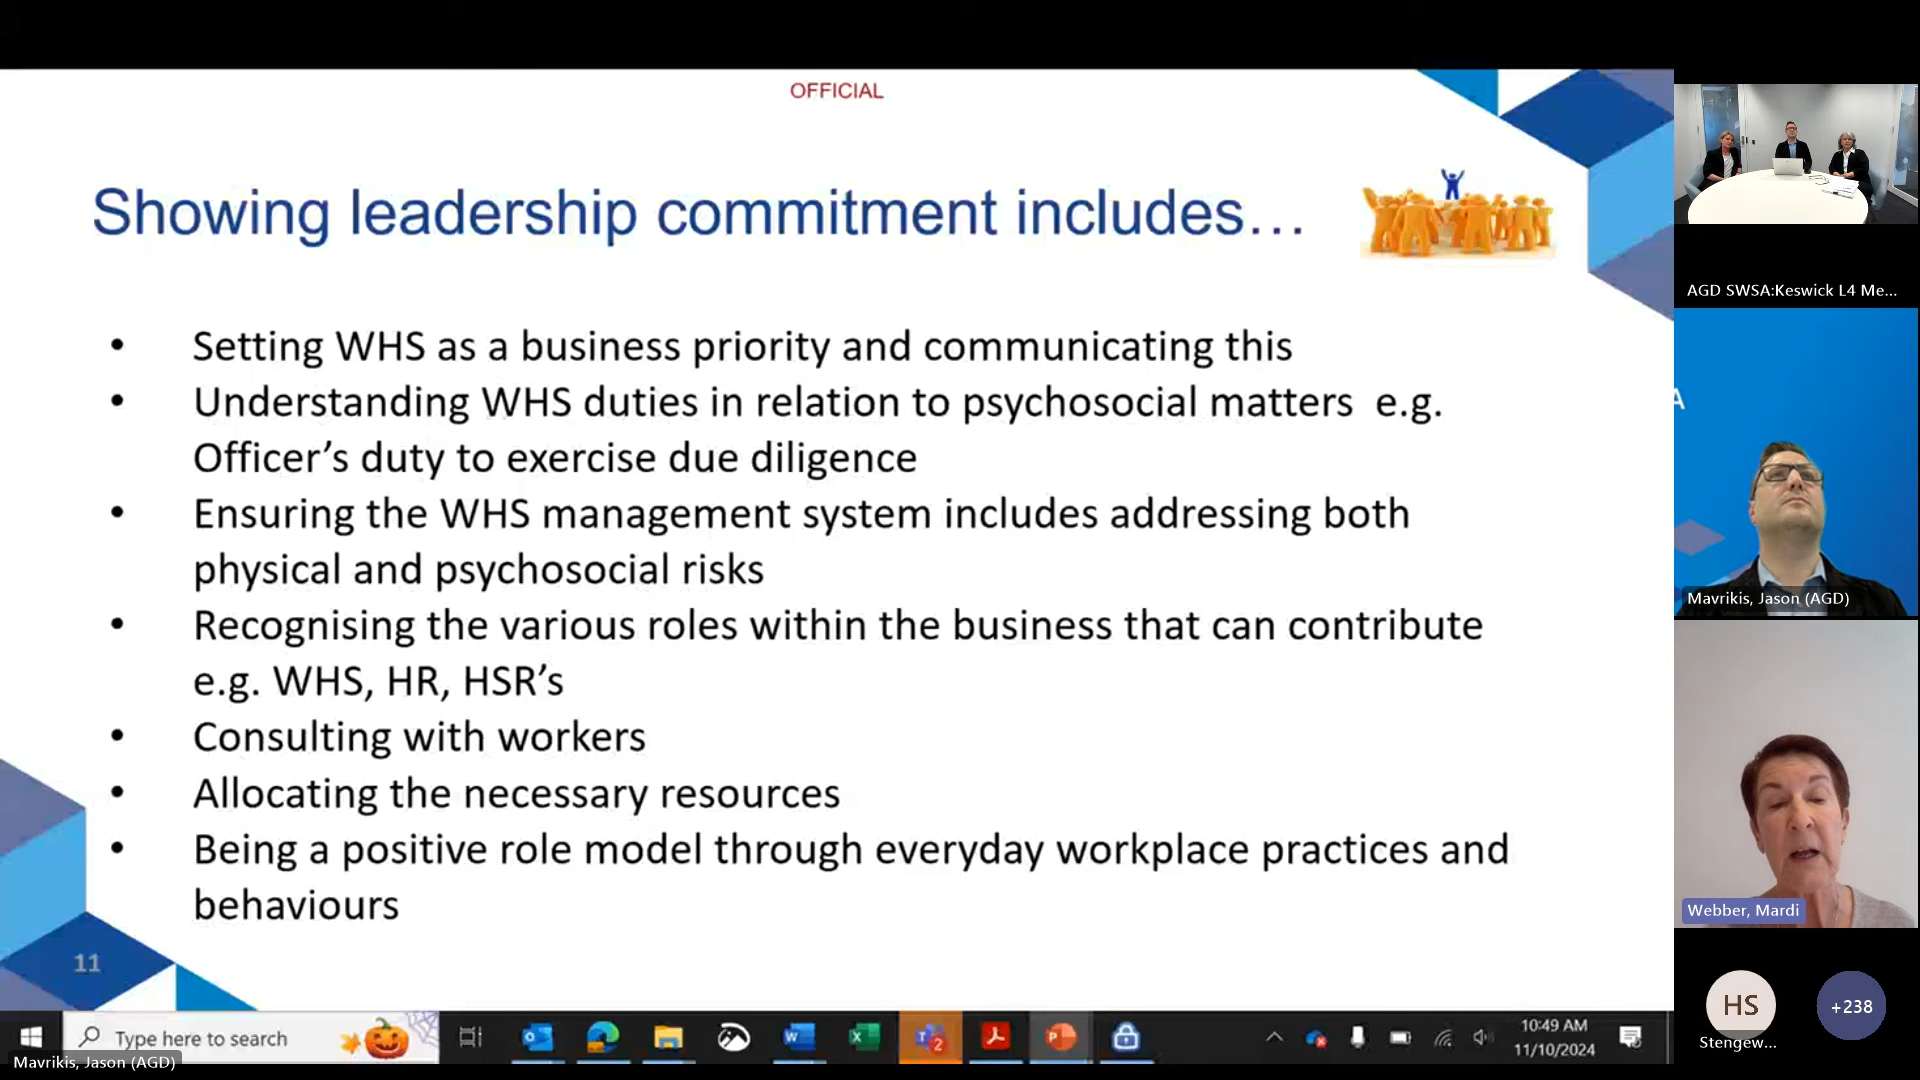 OFFICIAL
Showing leadership commitment includes...
• Setting WHS as a business priority and communicating this
• Understanding WHS duties in relation to psychosocial matters  e.g.
Officer’s duty to exercise due diligence
• Ensuring the WHS management system includes addressing both
physical and psychosocial risks
• Recognising the various roles within the business that can contribute
e.g. WHS, HR, HSR’s
• Consulting with workers
• Allocating the necessary resources
• Being a positive role model through everyday workplace practices and
behaviours
11
AGD SWSA:Keswick L4 Me...
A
Mavrikis, Jason (AGD)
Webber, Mardi
HS
+238
Stengew...
Type here to search
10:49 AM
11/10/2024
Mavrikis, Jason (AGD)